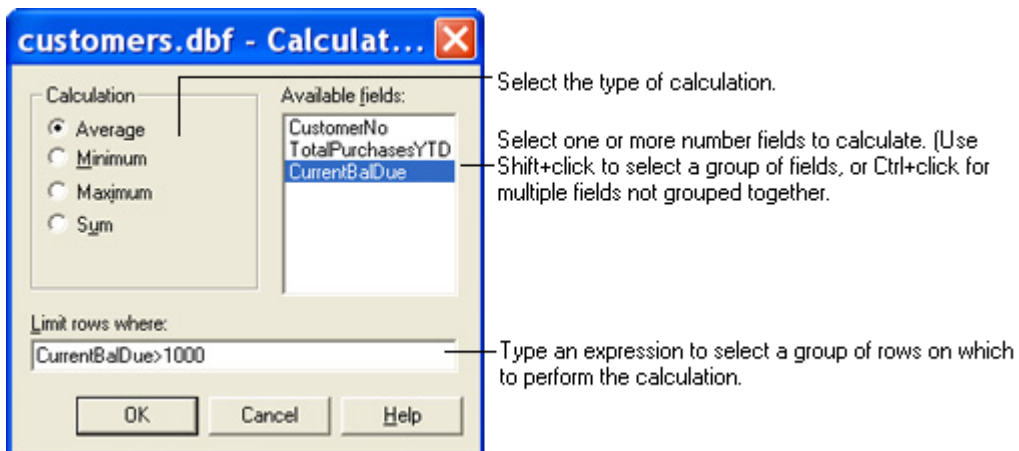 customers.dbf - Calculat...
Calculation
Average
Minimum
Maximum
Sum
Available fields:
CustomerNo
TotalPurchasesYTD
CurrentBalDue
Limit rows where:
CurrentBalDue>1000
OK
Cancel
Help
Select the type of calculation.
Select one or more number fields to calculate. (Use
Shift+click to select a group of fields, or Ctrl+click for
multiple fields not grouped together.
Type an expression to select a group of rows on which
to perform the calculation.